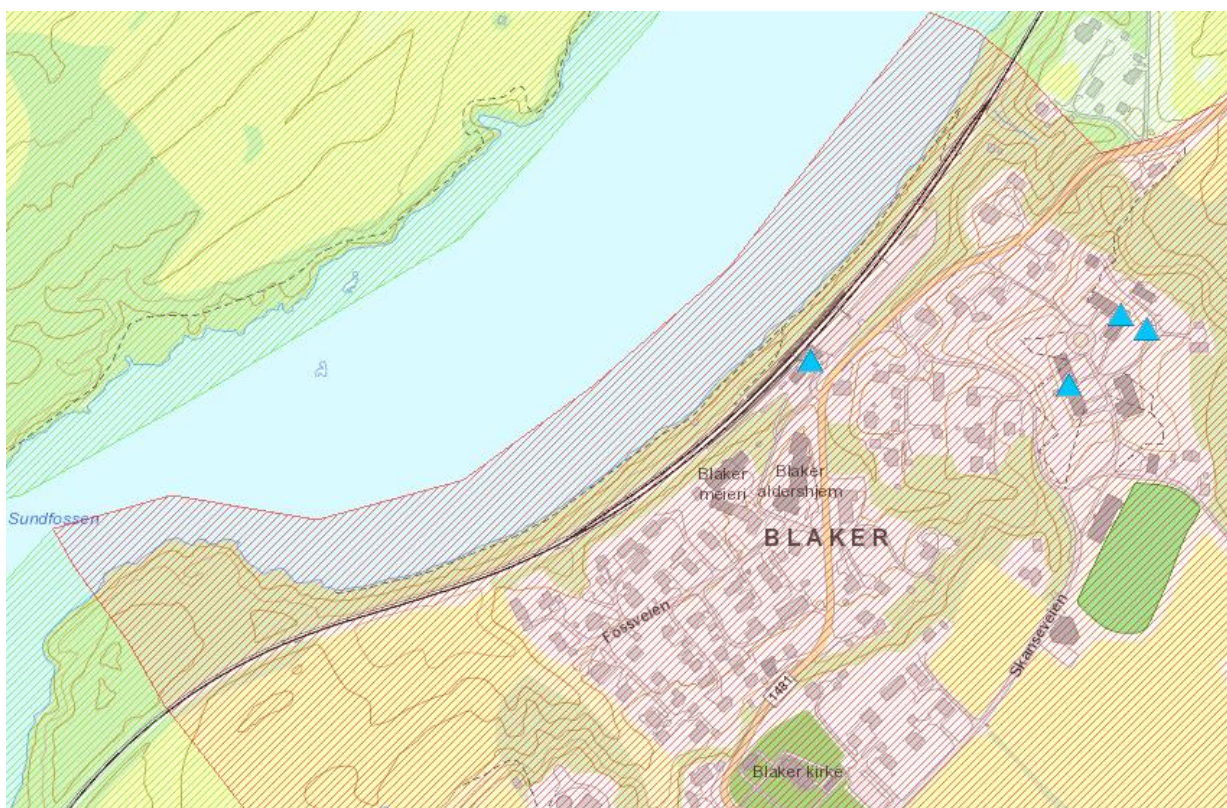 Sundfossen
Blaker
meieri
Blaker
aldershjem
BLAKER
Fossveien
Skanseveien
1481
Blaker kirke